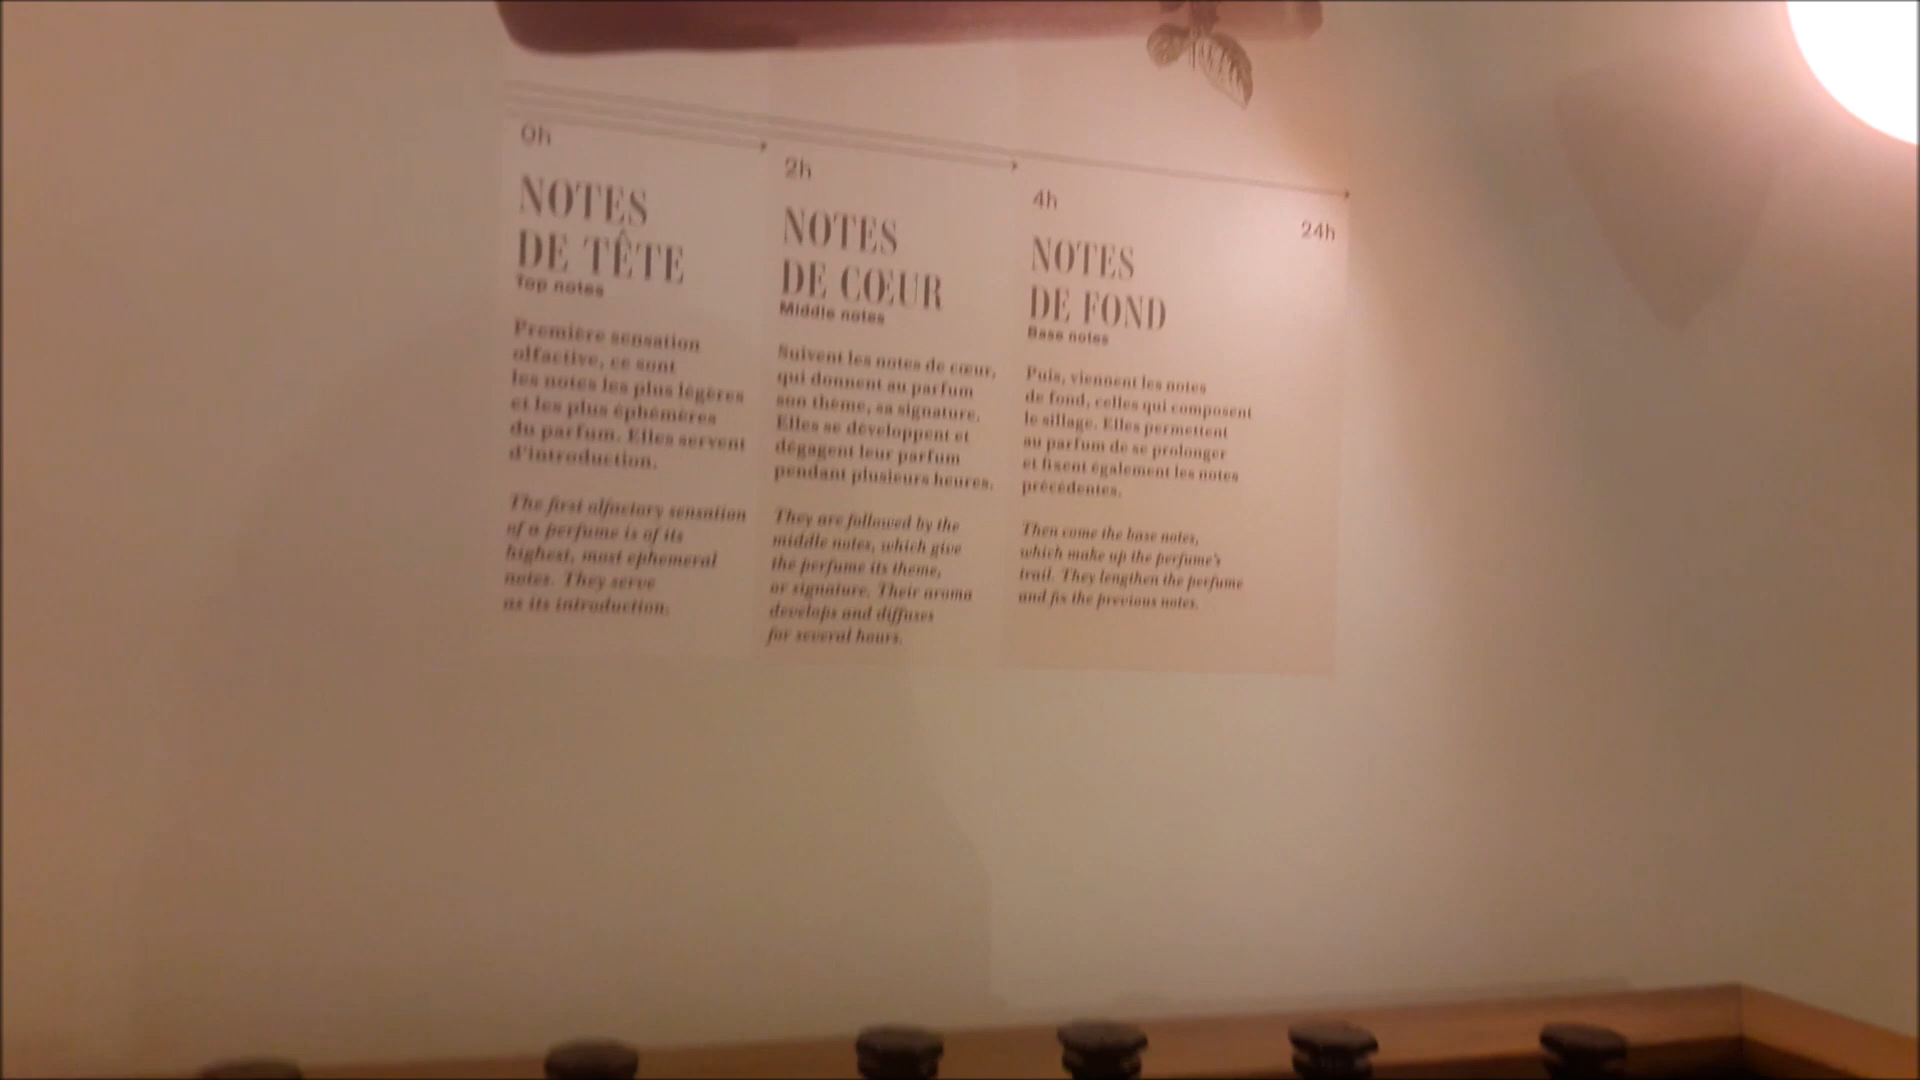 0h
NOTES
DE TÊTE
Top notes
Première sensation
olfactive, ce sont
les notes les plus légères
et les plus éphémères
du parfum. Elles servent
d'introduction.
The first olfactory sensation
of a perfume is of its
highest, most ephemeral
notes. They serve
as its introduction.
2h
NOTES
DE CŒUR
Middle notes
Suivent les notes de cœur,
qui donnent au parfum
son thème, sa signature.
Elles se développent et
dégagent leur parfum
pendant plusieurs heures.
They are followed by the
middle notes, which give
the perfume its theme,
or signature. Their aroma
develops and diffuses
for several hours.
4h
24h
NOTES
DE FOND
Base notes
Puis, viennent les notes
de fond, celles qui composent
le sillage. Elles permettent
au parfum de se prolonger
et fixent également les notes
précédentes.
Then come the base notes,
which make up the perfume's
trail. They lengthen the perfume
and fix the previous notes.